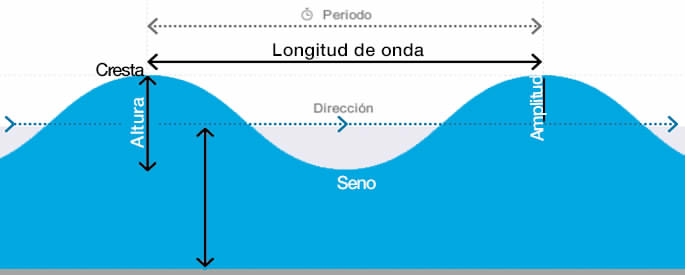 Periodo
Longitud de onda
Cresta
Altura
Dirección
Amplitud
Seno